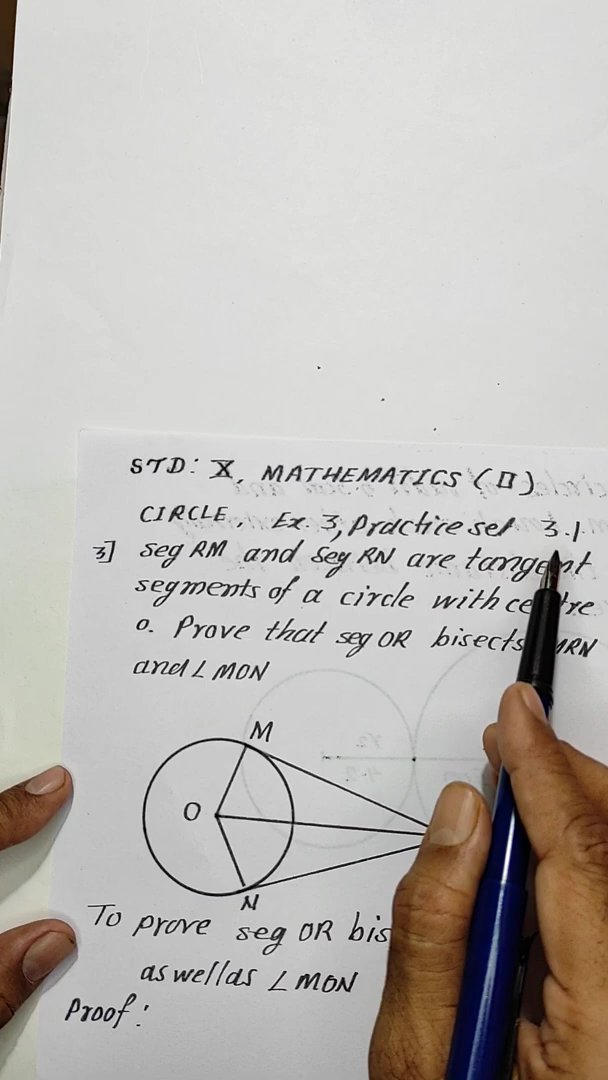 STD: X, MATHEMATICS (II)
CIRCLE, Ex. 3, Practice set 3.1
3] seg RM and seg RN are tangent
segments of a circle with centre
O. Prove that seg OR bisects MRN
and ∠MON
M
O
N
To prove seg OR bis
as wellas ∠MON
Proof: